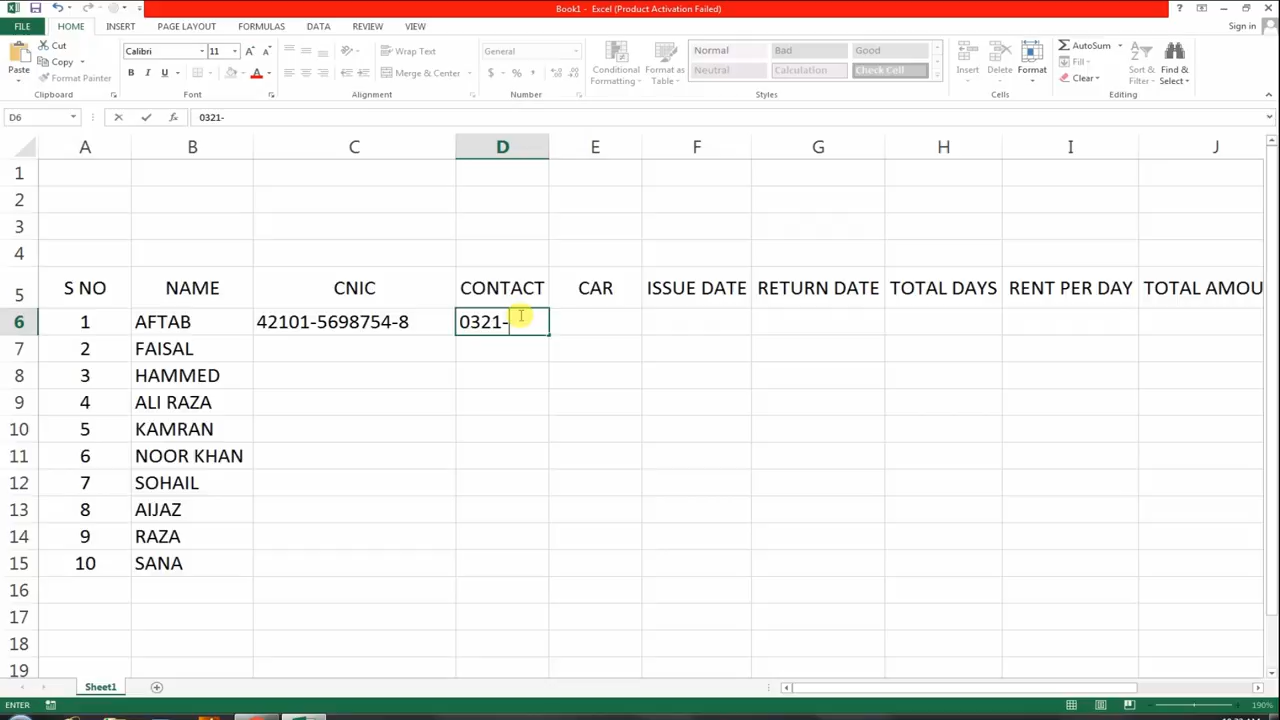 Book1 - Excel (Product Activation Failed)
FILE HOME INSERT PAGE LAYOUT FORMULAS DATA REVIEW VIEW Sign in
Paste Cut Copy Format Painter Clipboard
Calibri 11 B I U Font
Wrap Text Merge & Center Alignment
General $ % , Number
Conditional Formatting Format as Table
Normal Bad Good
Neutral Calculation Check Cell
Styles
Insert Delete Format Cells
AutoSum Fill Clear Sort & Filter Find & Select Editing
D6 fx 0321-
A B C D E F G H I J
1
2
3
4
5 S NO NAME CNIC CONTACT CAR ISSUE DATE RETURN DATE TOTAL DAYS RENT PER DAY TOTAL AMOU
6 1 AFTAB 42101-5698754-8 0321-
7 2 FAISAL
8 3 HAMMED
9 4 ALI RAZA
10 5 KAMRAN
11 6 NOOR KHAN
12 7 SOHAIL
13 8 AIJAZ
14 9 RAZA
15 10 SANA
16
17
18
19
Sheet1
ENTER 190%